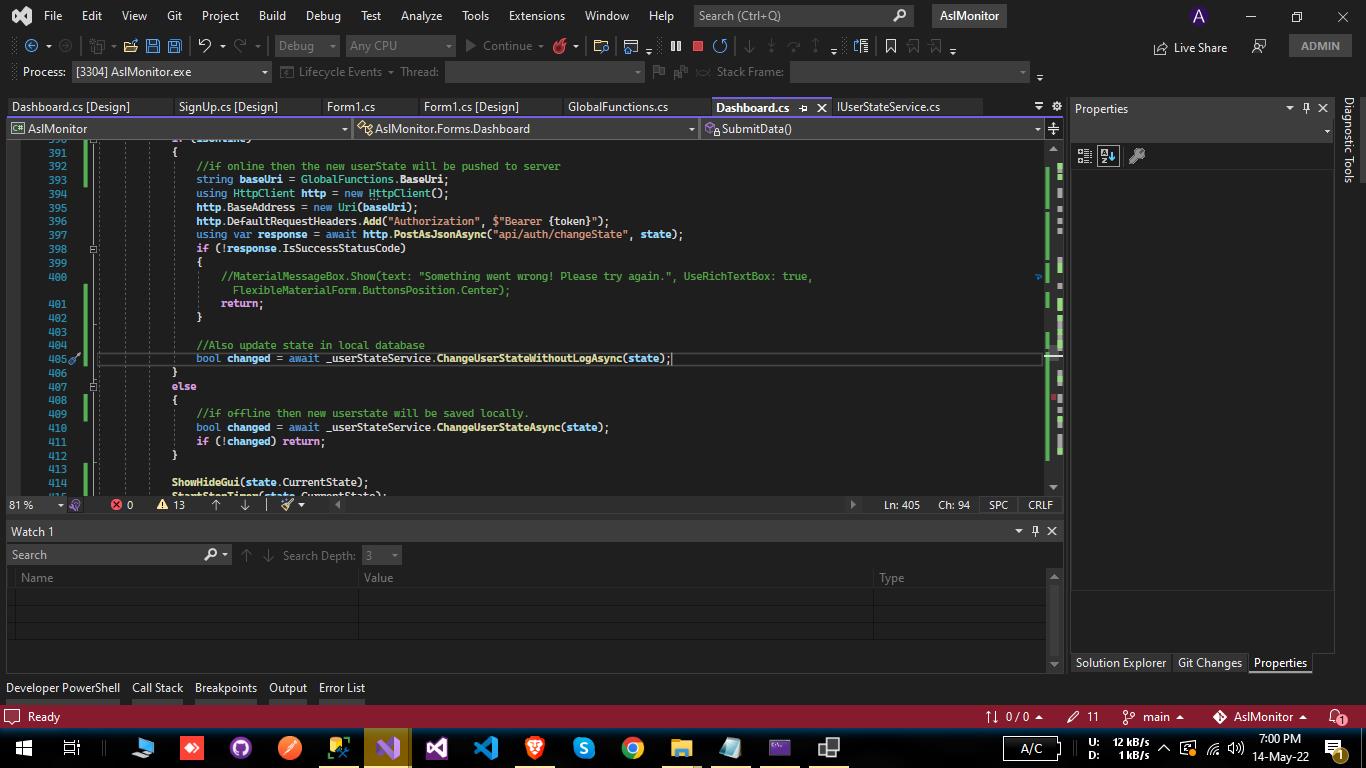 File Edit View Git Project Build Debug Test Analyze Tools Extensions Window Help Search (Ctrl+Q) AslMonitor A
Debug Any CPU Continue Live Share ADMIN
Process: [3304] AslMonitor.exe Lifecycle Events Thread: Stack Frame:
Dashboard.cs [Design] SignUp.cs [Design] Form1.cs Form1.cs [Design] GlobalFunctions.cs Dashboard.cs IUserStateService.cs Properties
C# AslMonitor AslMonitor.Forms.Dashboard SubmitData()
Diagnostic Tools
391 {
392 //if online then the new userState will be pushed to server
393 string baseUri = GlobalFunctions.BaseUri;
394 using HttpClient http = new HttpClient();
395 http.BaseAddress = new Uri(baseUri);
396 http.DefaultRequestHeaders.Add("Authorization", $"Bearer {token}");
397 using var response = await http.PostAsJsonAsync("api/auth/changeState", state);
398 if (!response.IsSuccessStatusCode)
399 {
400 //MaterialMessageBox.Show(text: "Something went wrong! Please try again.", UseRichTextBox: true,
FlexibleMaterialForm.ButtonsPosition.Center);
401 return;
402 }
403
404 //Also update state in local database
405 bool changed = await _userStateService.ChangeUserStateWithoutLogAsync(state);
406 }
407 else
408 {
409 //if offline then new userstate will be saved locally.
410 bool changed = await _userStateService.ChangeUserStateAsync(state);
411 if (!changed) return;
412 }
413
414 ShowHideGui(state.CurrentState);
415 StartStopTimer(state.CurrentState);
81 % 0 13 Ln: 405 Ch: 94 SPC CRLF
Watch 1
Search Search Depth: 3
Name Value Type
Solution Explorer Git Changes Properties
Developer PowerShell Call Stack Breakpoints Output Error List
Ready 0 / 0 11 main AslMonitor 1
A/C U: 12 kB/s D: 1 kB/s 7:00 PM 14-May-22 1